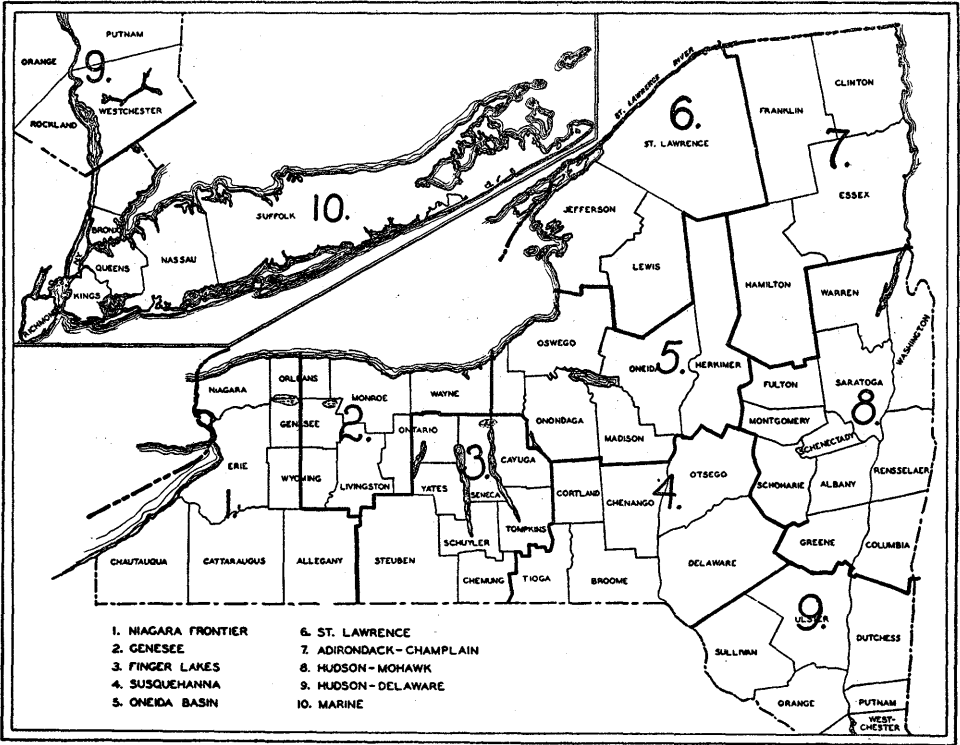 PUTNAM
ORANGE
9.
WESTCHESTER
ROCKLAND
SUFFOLK
10.
BRONX
N.Y.
QUEENS
NASSAU
KINGS
RICHMOND
ST. LAWRENCE RIVER
6.
ST. LAWRENCE
FRANKLIN
CLINTON
7.
ESSEX
JEFFERSON
LEWIS
HAMILTON
WARREN
WASHINGTON
OSWEGO
ONEIDA
5.
HERKIMER
FULTON
SARATOGA
8.
MONTGOMERY
SCHENECTADY
NIAGARA
ORLEANS
MONROE
WAYNE
GENESEE
2.
ONTARIO
ONONDAGA
MADISON
CAYUGA
3.
ERIE
1
WYOMING
LIVINGSTON
YATES
SENECA
CORTLAND
CHENANGO
OTSEGO
4.
SCHOHARIE
ALBANY
RENSSELAER
TOMPKINS
SCHUYLER
CHAUTAUQUA
CATTARAUGUS
ALLEGANY
STEUBEN
CHEMUNG
TIOGA
BROOME
DELAWARE
GREENE
COLUMBIA
ULSTER
9.
DUTCHESS
SULLIVAN
ORANGE
PUTNAM
WEST-
CHESTER
1. NIAGARA FRONTIER
2. GENESEE
3. FINGER LAKES
4. SUSQUEHANNA
5. ONEIDA BASIN
6. ST. LAWRENCE
7. ADIRONDACK-CHAMPLAIN
8. HUDSON-MOHAWK
9. HUDSON-DELAWARE
10. MARINE